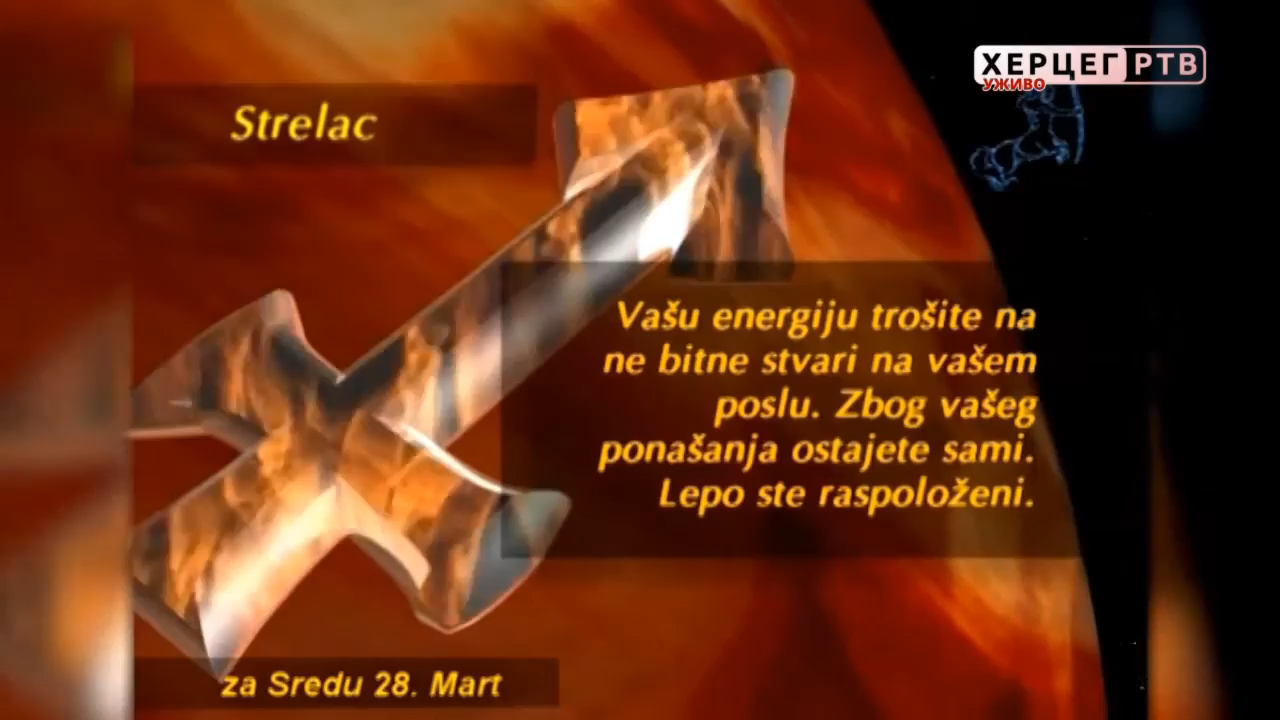 ХЕРЦЕГ РТВ
УЖИВО
Strelac
Vašu energiju trošite na
ne bitne stvari na vašem
poslu. Zbog vašeg
ponašanja ostajete sami.
Lepo ste raspoloženi.
za Sredu 28. Mart